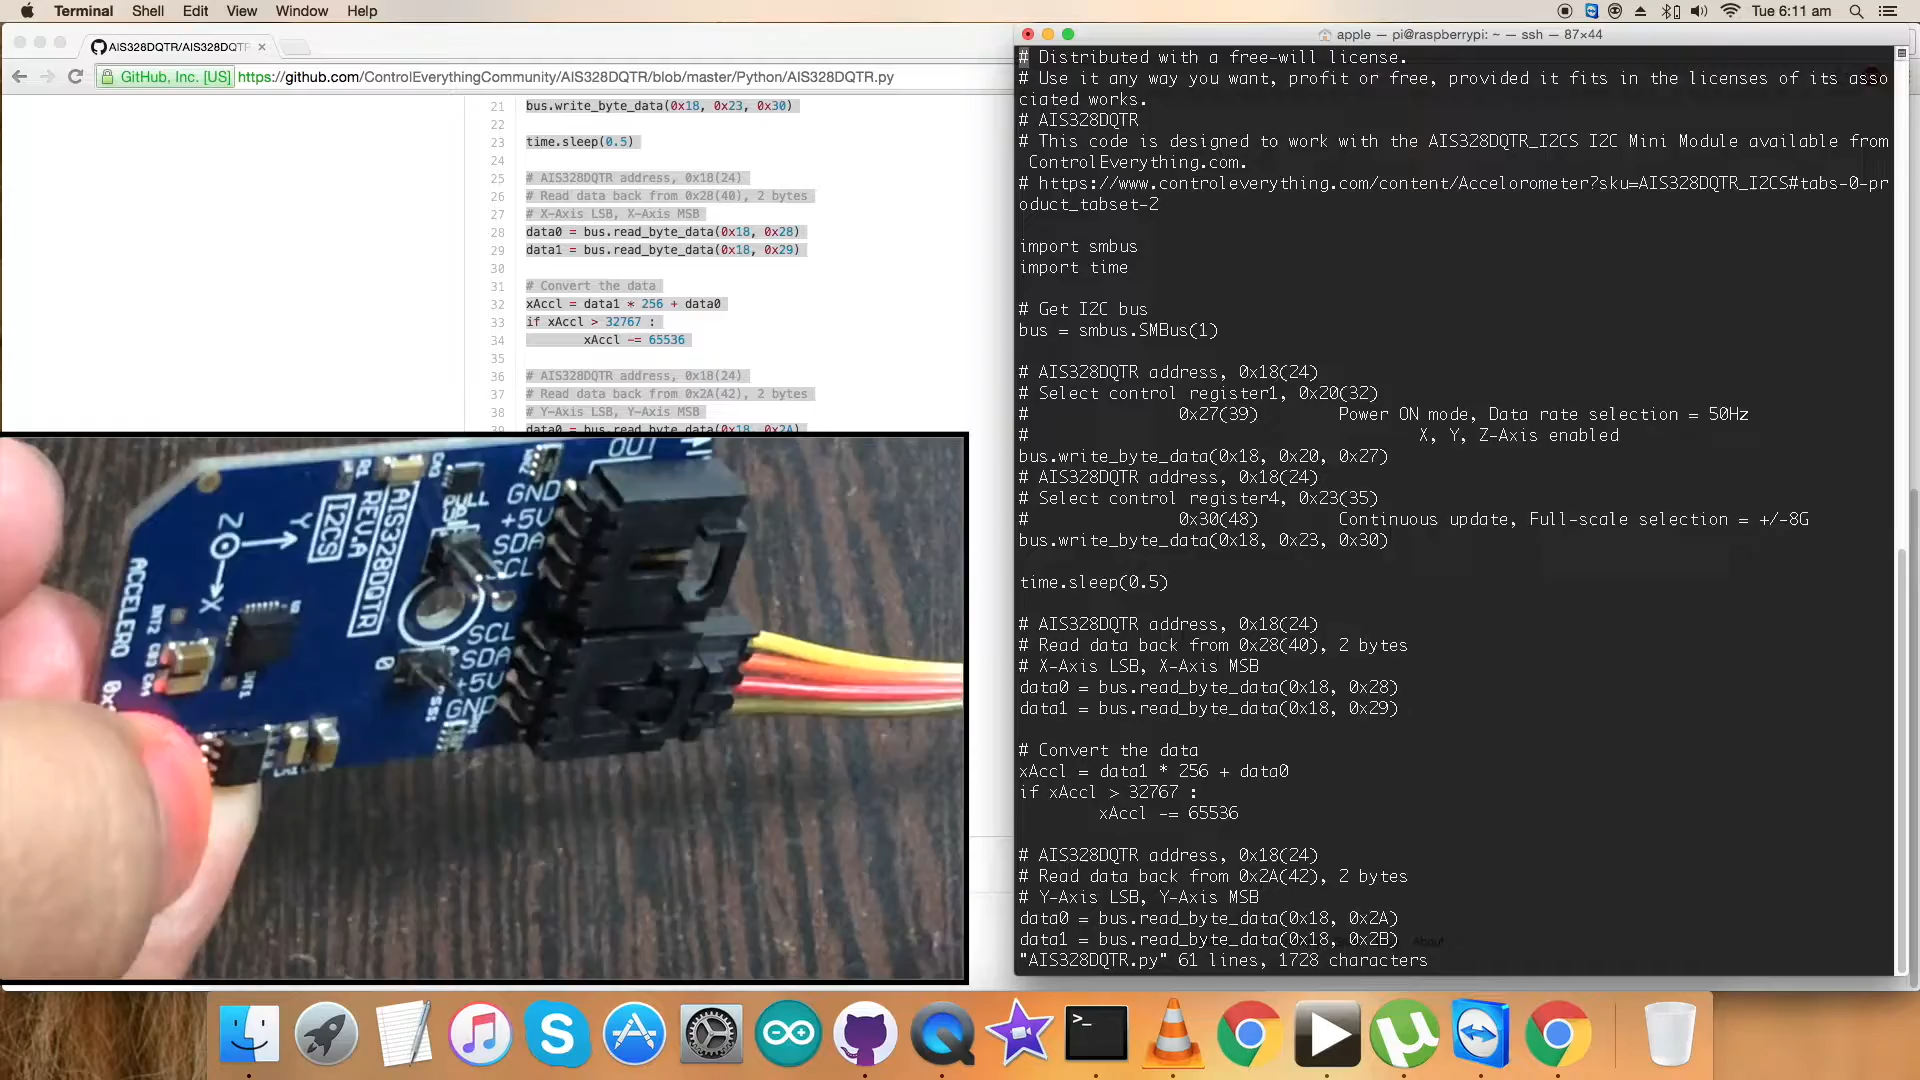 Terminal Shell Edit View Window Help
Tue 6:11 am
AIS328DQTR/AIS328DQTR
apple — pi@raspberrypi: ~ — ssh — 87×44
GitHub, Inc. [US] https://github.com/ControlEverythingCommunity/AIS328DQTR/blob/master/Python/AIS328DQTR.py
21 bus.write_byte_data(0x18, 0x23, 0x30)
22
23 time.sleep(0.5)
24
25 # AIS328DQTR address, 0x18(24)
26 # Read data back from 0x28(40), 2 bytes
27 # X-Axis LSB, X-Axis MSB
28 data0 = bus.read_byte_data(0x18, 0x28)
29 data1 = bus.read_byte_data(0x18, 0x29)
30
31 # Convert the data
32 xAccl = data1 * 256 + data0
33 if xAccl > 32767 :
34 xAccl -= 65536
35
36 # AIS328DQTR address, 0x18(24)
37 # Read data back from 0x2A(42), 2 bytes
38 # Y-Axis LSB, Y-Axis MSB
39 data0 = bus.read_byte_data(0x18, 0x2A)
OUT
GND
+5V
SDA
SCL
SCL
SDA
+5V
GND
PULL
AIS328DQTR
REV.A
I2CS
Z
Y
X
ACCELERO
INT2
0
# Distributed with a free-will license.
# Use it any way you want, profit or free, provided it fits in the licenses of its asso
ciated works.
# AIS328DQTR
# This code is designed to work with the AIS328DQTR_I2CS I2C Mini Module available from
ControlEverything.com.
# https://www.controleverything.com/content/Accelorometer?sku=AIS328DQTR_I2CS#tabs-0-pr
oduct_tabset-2
import smbus
import time
# Get I2C bus
bus = smbus.SMBus(1)
# AIS328DQTR address, 0x18(24)
# Select control register1, 0x20(32)
# 0x27(39) Power ON mode, Data rate selection = 50Hz
# X, Y, Z-Axis enabled
bus.write_byte_data(0x18, 0x20, 0x27)
# AIS328DQTR address, 0x18(24)
# Select control register4, 0x23(35)
# 0x30(48) Continuous update, Full-scale selection = +/-8G
bus.write_byte_data(0x18, 0x23, 0x30)
time.sleep(0.5)
# AIS328DQTR address, 0x18(24)
# Read data back from 0x28(40), 2 bytes
# X-Axis LSB, X-Axis MSB
data0 = bus.read_byte_data(0x18, 0x28)
data1 = bus.read_byte_data(0x18, 0x29)
# Convert the data
xAccl = data1 * 256 + data0
if xAccl > 32767 :
xAccl -= 65536
# AIS328DQTR address, 0x18(24)
# Read data back from 0x2A(42), 2 bytes
# Y-Axis LSB, Y-Axis MSB
data0 = bus.read_byte_data(0x18, 0x2A)
data1 = bus.read_byte_data(0x18, 0x2B)
About
"AIS328DQTR.py" 61 lines, 1728 characters